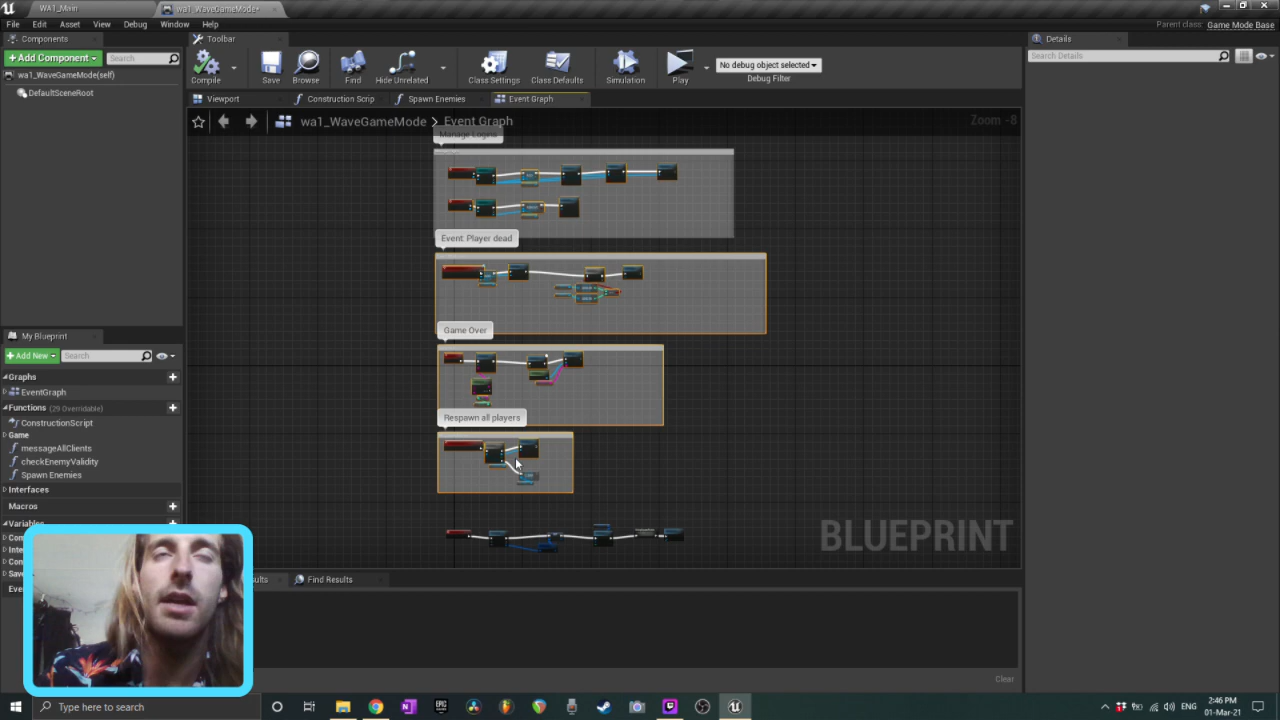 WA1_Main
wa1_WaveGameMode*
File Edit Asset View Debug Window Help
Parent class: Game Mode Base
Components
Toolbar
Details
+Add Component
Search
Search Details
wa1_WaveGameMode(self)
DefaultSceneRoot
Compile
Save
Browse
Find
Hide Unrelated
Class Settings
Class Defaults
Simulation
Play
No debug object selected
Debug Filter
Viewport
Construction Scrip
Spawn Enemies
Event Graph
wa1_WaveGameMode > Event Graph
Zoom -8
Manage Logins
Event: Player dead
Game Over
Respawn all players
BLUEPRINT
My Blueprint
+Add New
Search
Graphs
EventGraph
Functions (29 Overridable)
ConstructionScript
Game
messageAllClients
checkEnemyValidity
Spawn Enemies
Interfaces
Macros
Variables
Find Results
Clear
Type here to search
ENG
2:46 PM
01-Mar-21